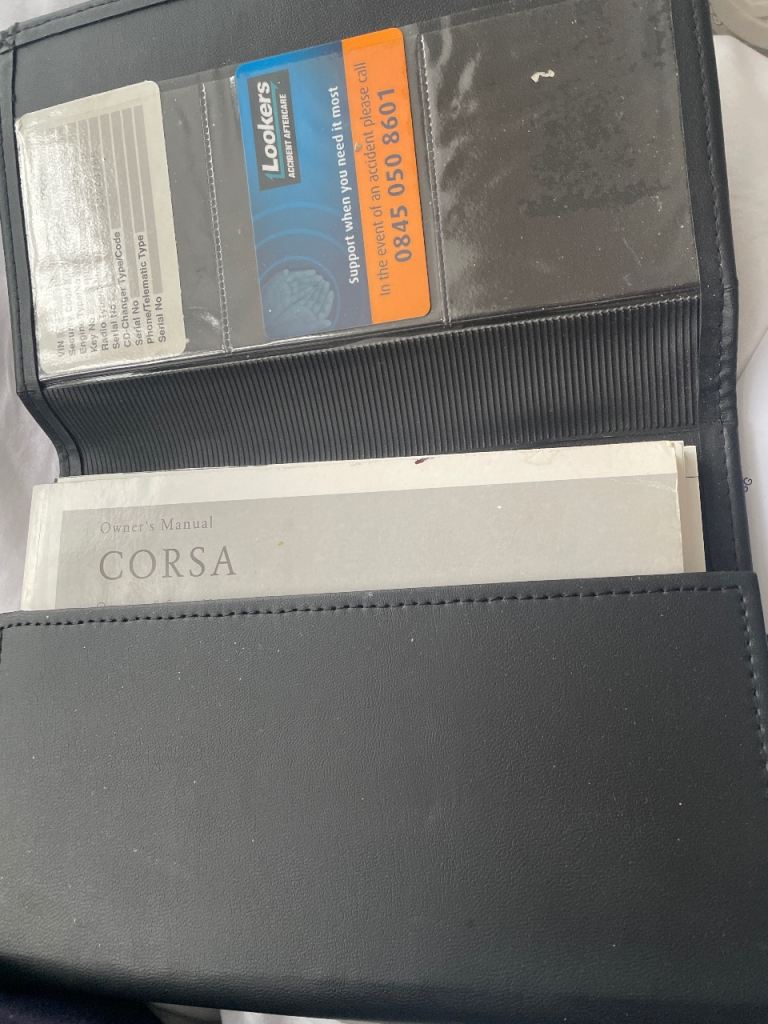 VIN
Key No
Radio Type
Serial No
CD-Changer Type/Code
Serial No
Phone/Telematic Type
Serial No
Lookers
ACCIDENT AFTERCARE
Support when you need it most
In the event of an accident please call
0845 050 8601
Owner's Manual
CORSA